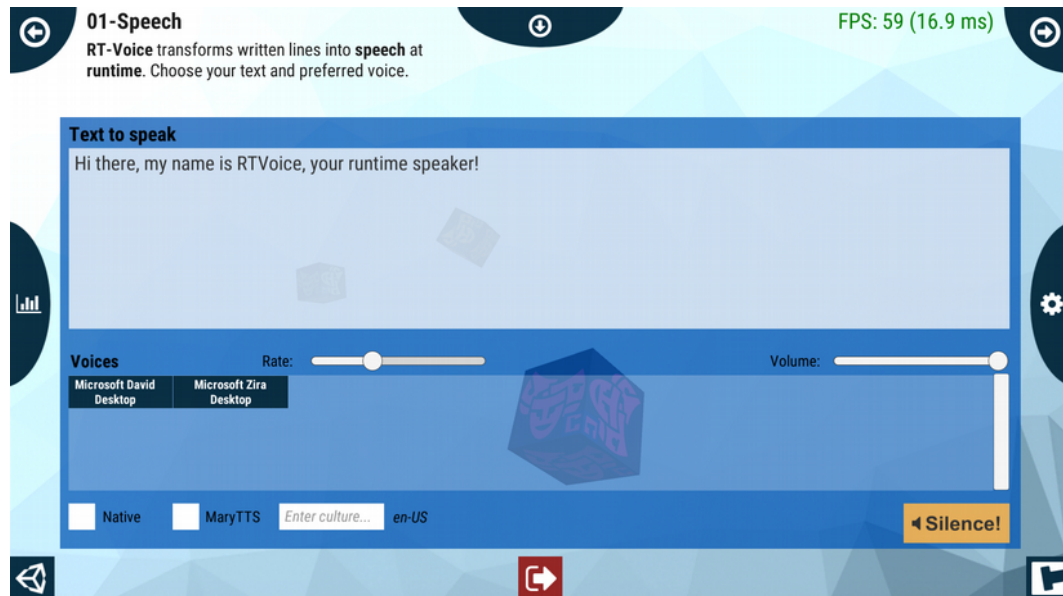 01-Speech
FPS: 59 (16.9 ms)
RT-Voice transforms written lines into speech at
runtime. Choose your text and preferred voice.
Text to speak
Hi there, my name is RTVoice, your runtime speaker!
Voices
Rate:
Volume:
Microsoft David
Desktop
Microsoft Zira
Desktop
Native
MaryTTS
Enter culture...
en-US
Silence!